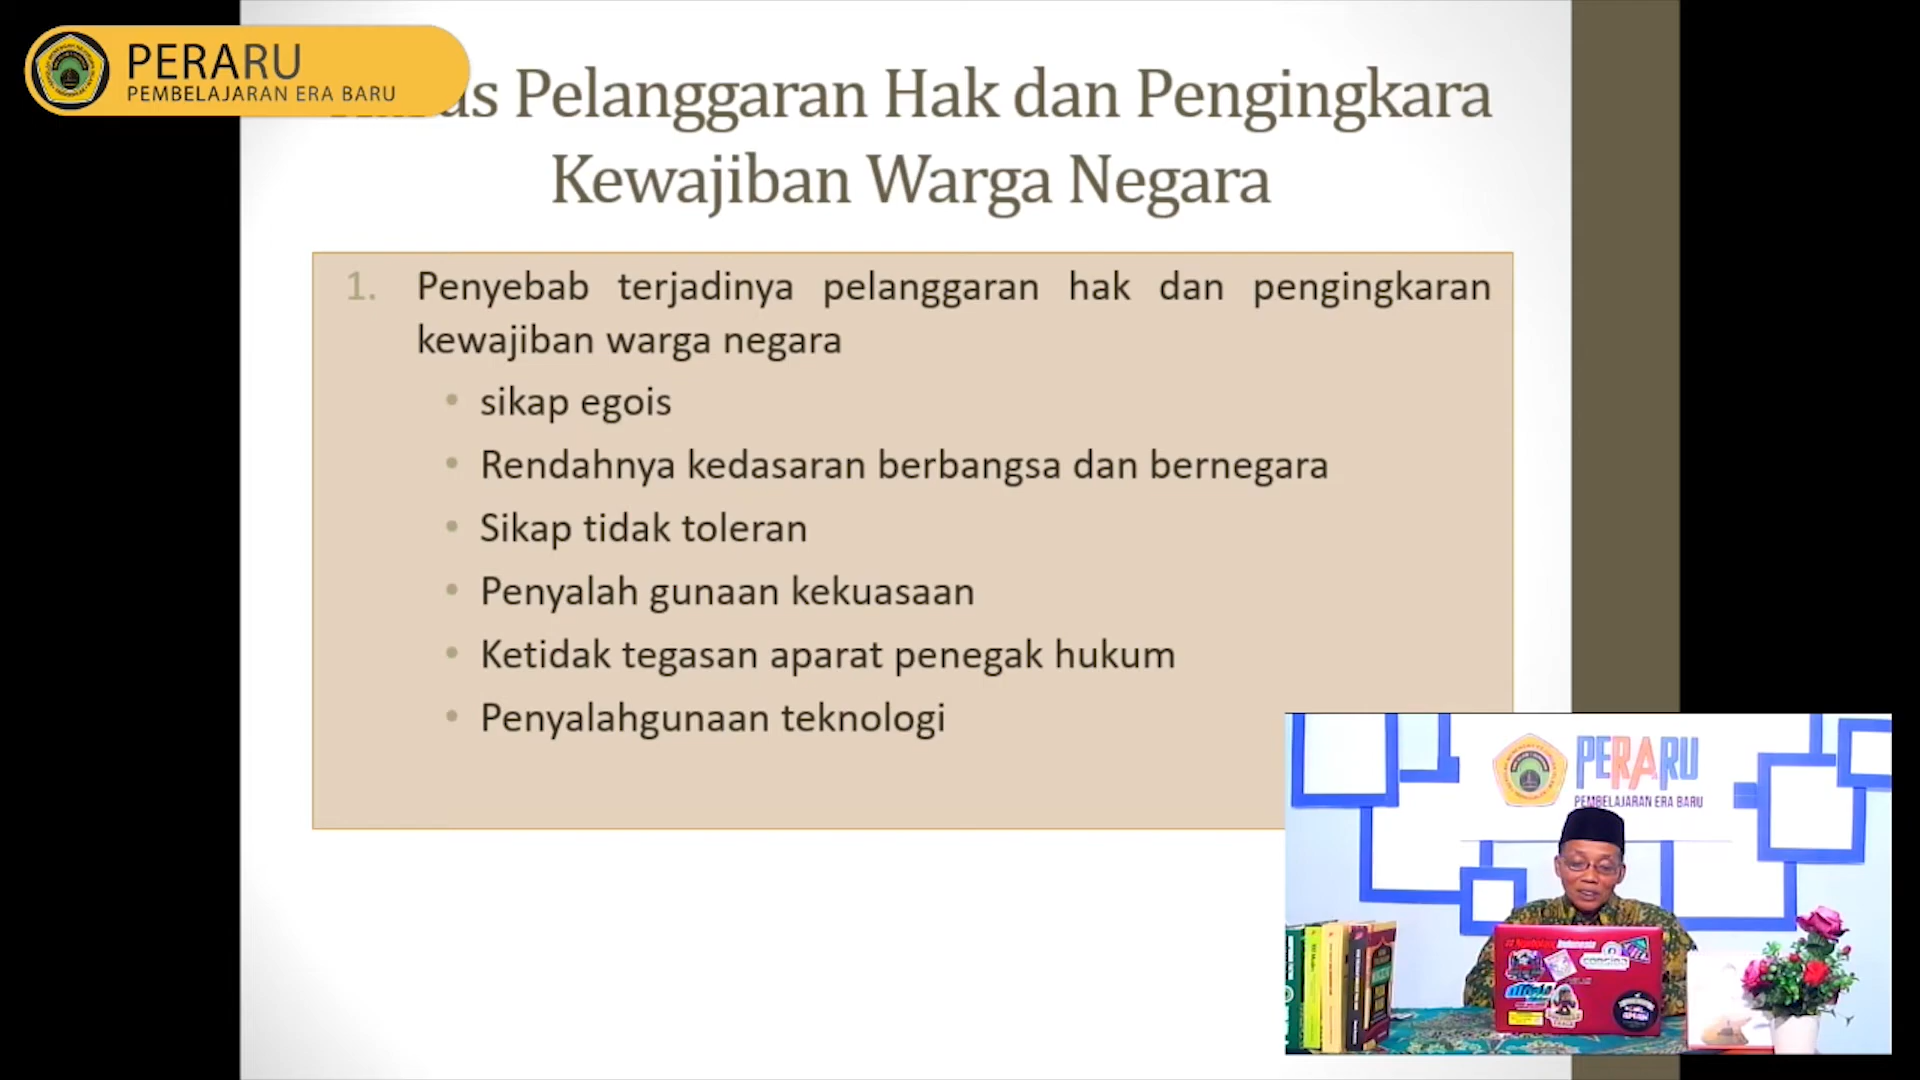 PERARU
PEMBELAJARAN ERA BARU
Pelanggaran Hak dan Pengingkara
Kewajiban Warga Negara
1. Penyebab terjadinya pelanggaran hak dan pengingkaran
kewajiban warga negara
• sikap egois
• Rendahnya kedasaran berbangsa dan bernegara
• Sikap tidak toleran
• Penyalah gunaan kekuasaan
• Ketidak tegasan aparat penegak hukum
• Penyalahgunaan teknologi
PERARU
PEMBELAJARAN ERA BARU